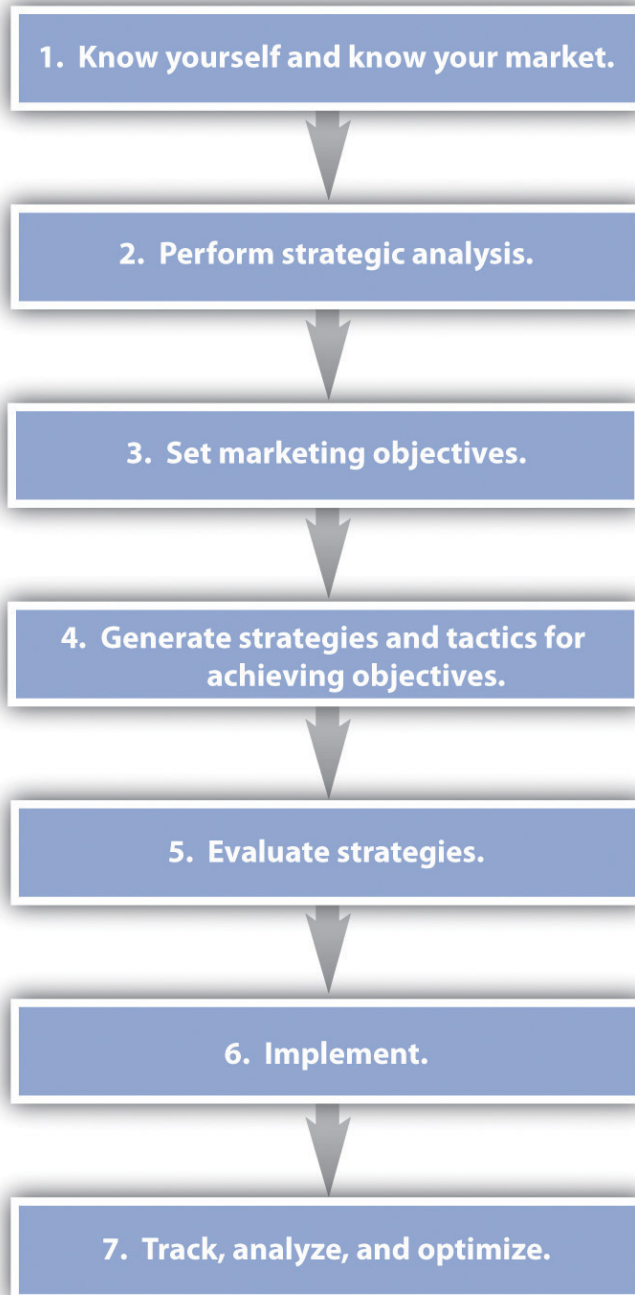 1. Know yourself and know your market.
2. Perform strategic analysis.
3. Set marketing objectives.
4. Generate strategies and tactics for
achieving objectives.
5. Evaluate strategies.
6. Implement.
7. Track, analyze, and optimize.